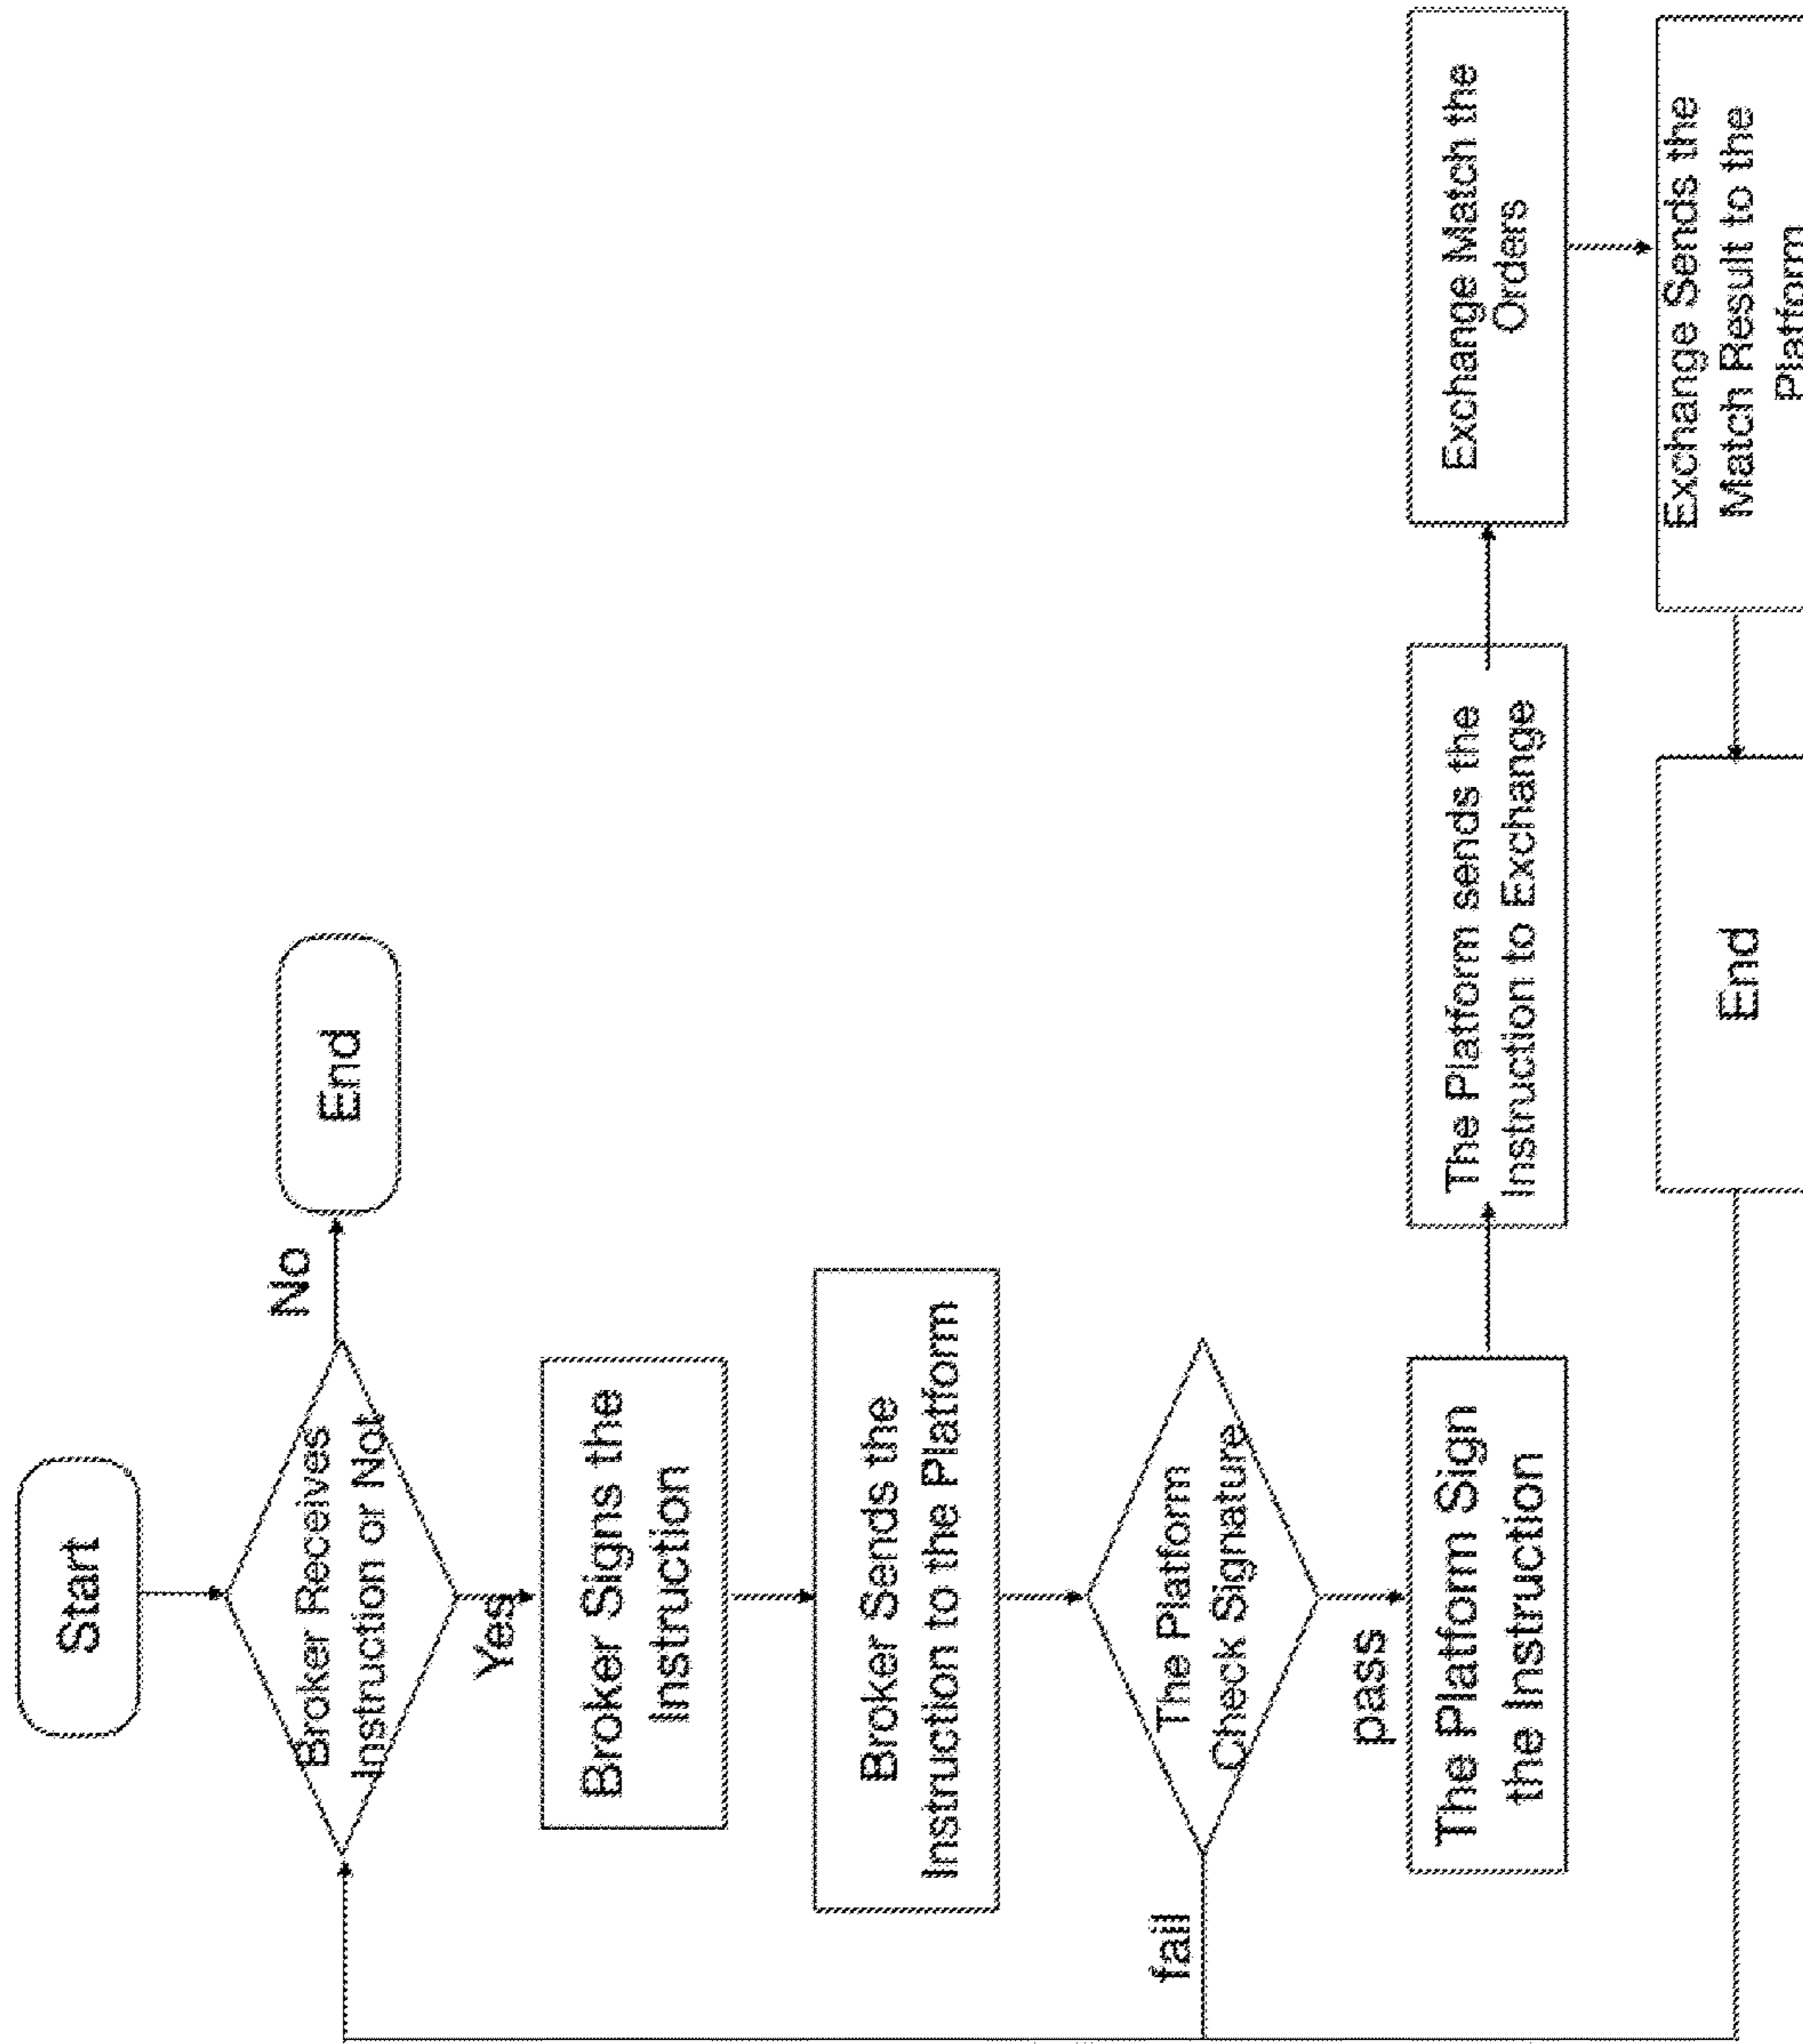 Start
Broker Receives
Instruction or Not
No
End
Yes
Broker Signs the
Instruction
Broker Sends the
Instruction to the Platform
The Platform
Check Signature
fail
pass
The Platform Sign
the Instruction
The Platform sends the
Instruction to Exchange
Exchange Match the
Orders
Exchange Sends the
Match Result to the
Platform
End